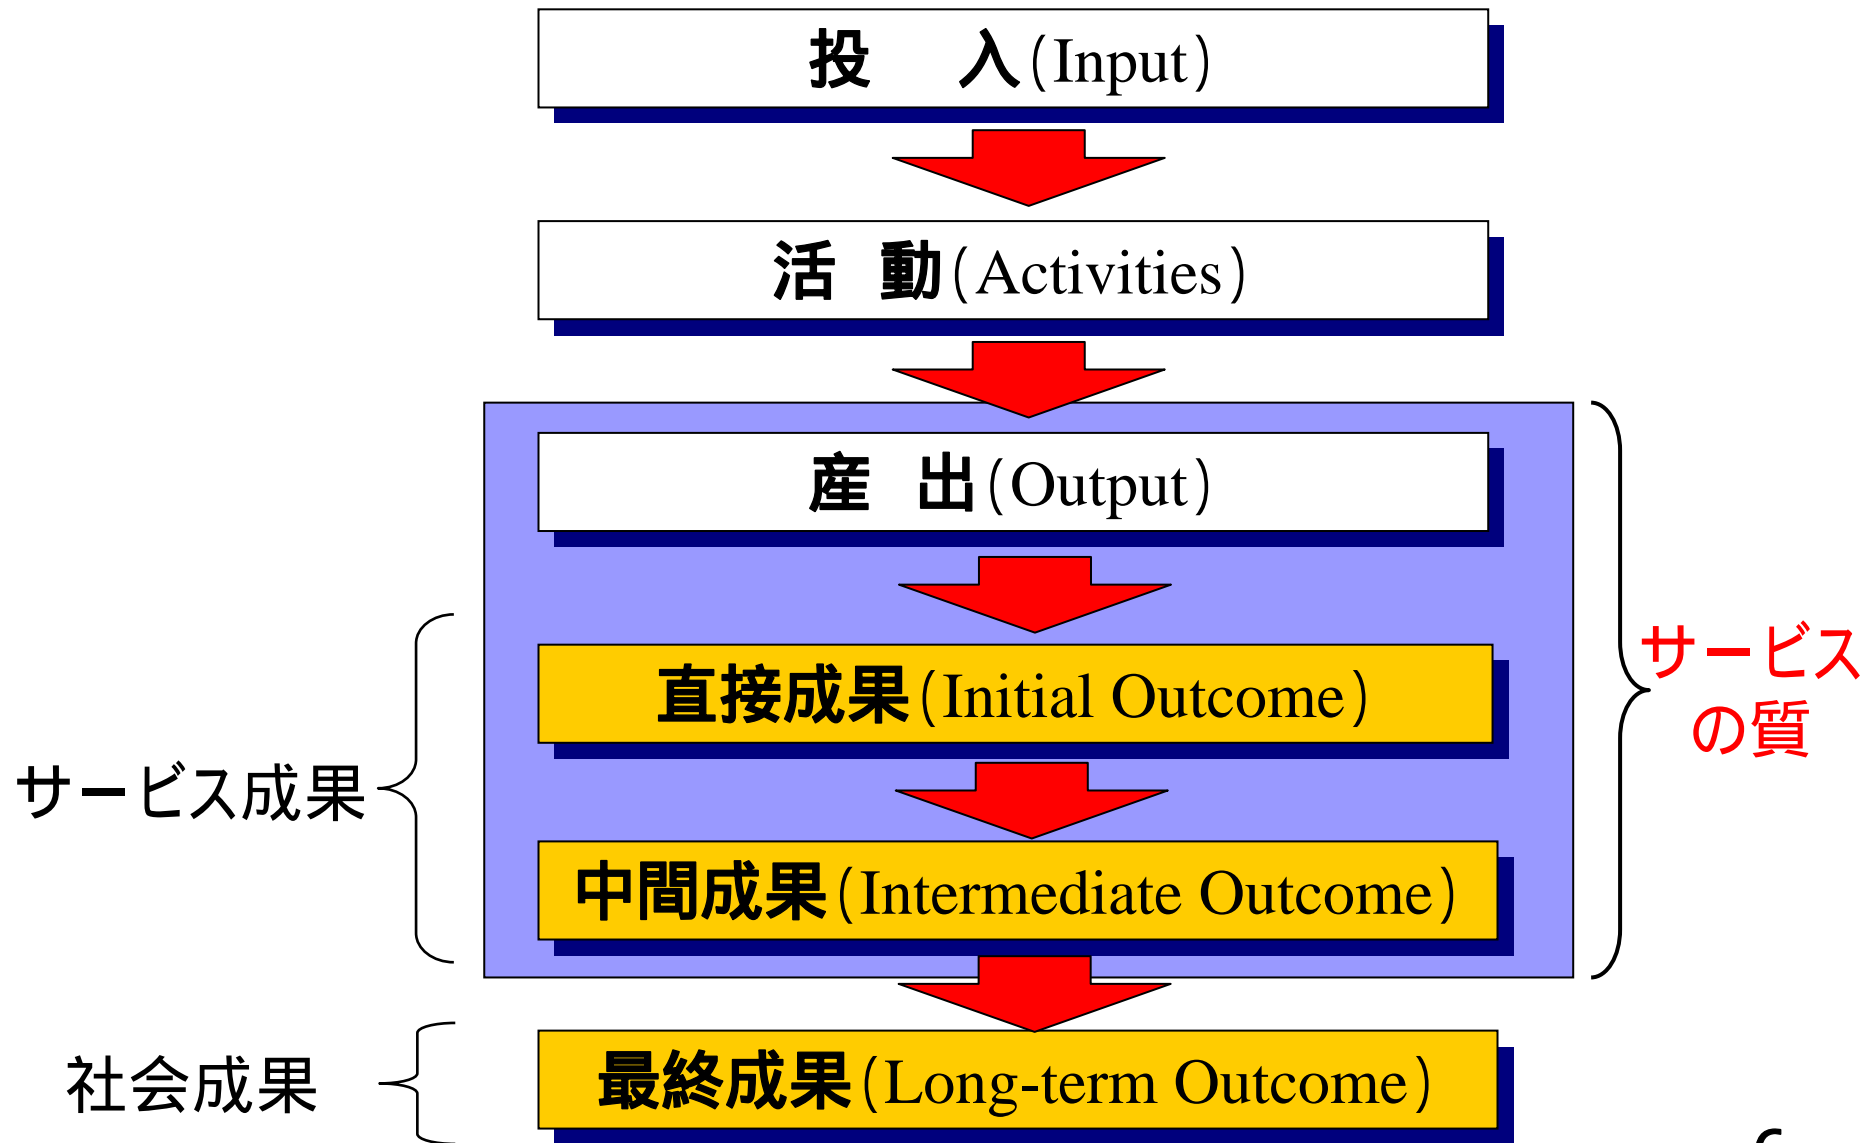 投　入(Input)
活 動(Activities)
産 出(Output)
直接成果(Initial Outcome)
サービス
の質
サービス成果
中間成果(Intermediate Outcome)
社会成果
最終成果(Long-term Outcome)